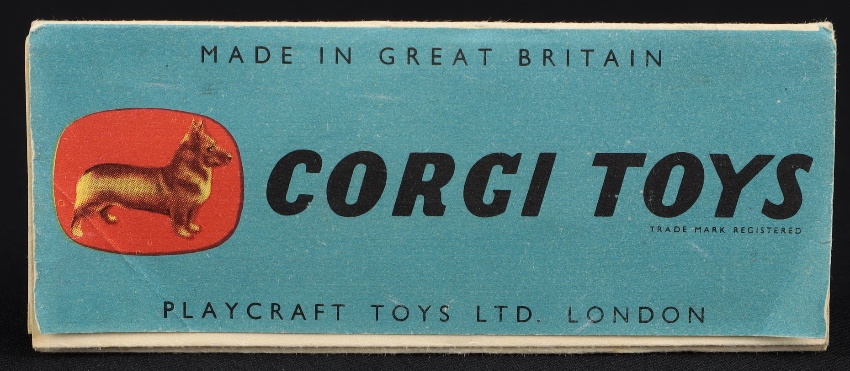 MADE IN GREAT BRITAIN
CORGI TOYS
TRADE MARK REGISTERED
PLAYCRAFT TOYS LTD. LONDON